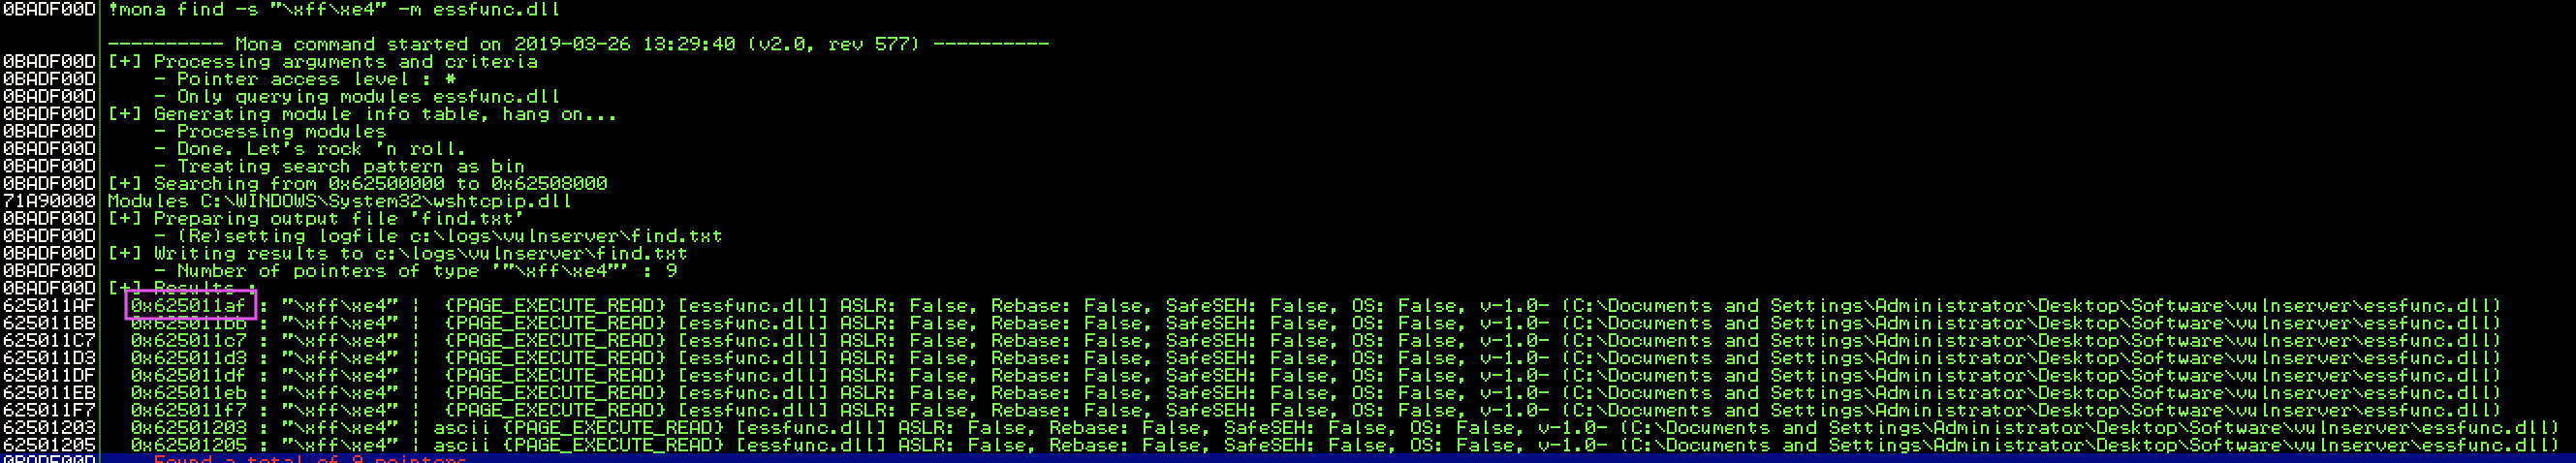 0BADF00D !mona find -s "\xff\xe4" -m essfunc.dll
---------- Mona command started on 2019-03-26 13:29:40 (v2.0, rev 577) ----------
0BADF00D [+] Processing arguments and criteria
0BADF00D - Pointer access level : *
0BADF00D - Only querying modules essfunc.dll
0BADF00D [+] Generating module info table, hang on...
0BADF00D - Processing modules
0BADF00D - Done. Let's rock 'n roll.
0BADF00D - Treating search pattern as bin
0BADF00D [+] Searching from 0x62500000 to 0x62508000
71A90000 Modules C:\WINDOWS\System32\wshtcpip.dll
0BADF00D [+] Preparing output file 'find.txt'
0BADF00D - (Re)setting logfile c:\logs\vulnserver\find.txt
0BADF00D [+] Writing results to c:\logs\vulnserver\find.txt
0BADF00D - Number of pointers of type '"\xff\xe4"' : 9
0BADF00D [+] Results :
625011AF 0x625011af : "\xff\xe4" | {PAGE_EXECUTE_READ} [essfunc.dll] ASLR: False, Rebase: False, SafeSEH: False, OS: False, v-1.0- (C:\Documents and Settings\Administrator\Desktop\Software\vulnserver\essfunc.dll)
625011BB 0x625011bb : "\xff\xe4" | {PAGE_EXECUTE_READ} [essfunc.dll] ASLR: False, Rebase: False, SafeSEH: False, OS: False, v-1.0- (C:\Documents and Settings\Administrator\Desktop\Software\vulnserver\essfunc.dll)
625011C7 0x625011c7 : "\xff\xe4" | {PAGE_EXECUTE_READ} [essfunc.dll] ASLR: False, Rebase: False, SafeSEH: False, OS: False, v-1.0- (C:\Documents and Settings\Administrator\Desktop\Software\vulnserver\essfunc.dll)
625011D3 0x625011d3 : "\xff\xe4" | {PAGE_EXECUTE_READ} [essfunc.dll] ASLR: False, Rebase: False, SafeSEH: False, OS: False, v-1.0- (C:\Documents and Settings\Administrator\Desktop\Software\vulnserver\essfunc.dll)
625011DF 0x625011df : "\xff\xe4" | {PAGE_EXECUTE_READ} [essfunc.dll] ASLR: False, Rebase: False, SafeSEH: False, OS: False, v-1.0- (C:\Documents and Settings\Administrator\Desktop\Software\vulnserver\essfunc.dll)
625011EB 0x625011eb : "\xff\xe4" | {PAGE_EXECUTE_READ} [essfunc.dll] ASLR: False, Rebase: False, SafeSEH: False, OS: False, v-1.0- (C:\Documents and Settings\Administrator\Desktop\Software\vulnserver\essfunc.dll)
625011F7 0x625011f7 : "\xff\xe4" | {PAGE_EXECUTE_READ} [essfunc.dll] ASLR: False, Rebase: False, SafeSEH: False, OS: False, v-1.0- (C:\Documents and Settings\Administrator\Desktop\Software\vulnserver\essfunc.dll)
62501203 0x62501203 : "\xff\xe4" | ascii {PAGE_EXECUTE_READ} [essfunc.dll] ASLR: False, Rebase: False, SafeSEH: False, OS: False, v-1.0- (C:\Documents and Settings\Administrator\Desktop\Software\vulnserver\essfunc.dll)
62501205 0x62501205 : "\xff\xe4" | ascii {PAGE_EXECUTE_READ} [essfunc.dll] ASLR: False, Rebase: False, SafeSEH: False, OS: False, v-1.0- (C:\Documents and Settings\Administrator\Desktop\Software\vulnserver\essfunc.dll)
0BADF00D Found a total of 9 pointers